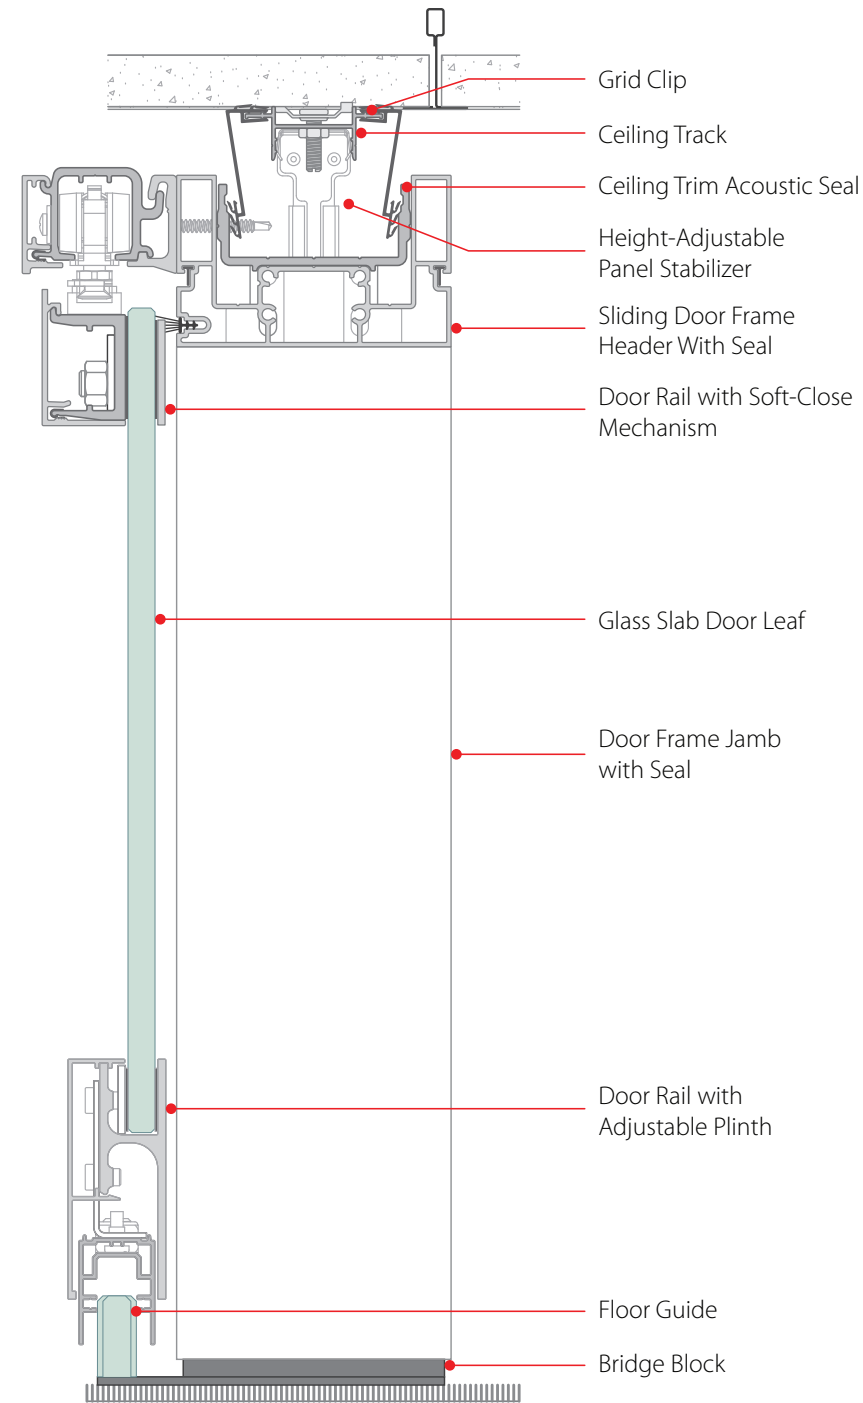 Grid Clip
Ceiling Track
Ceiling Trim Acoustic Seal
Height-Adjustable
Panel Stabilizer
Sliding Door Frame
Header With Seal
Door Rail with Soft-Close
Mechanism
Glass Slab Door Leaf
Door Frame Jamb
with Seal
Door Rail with
Adjustable Plinth
Floor Guide
Bridge Block